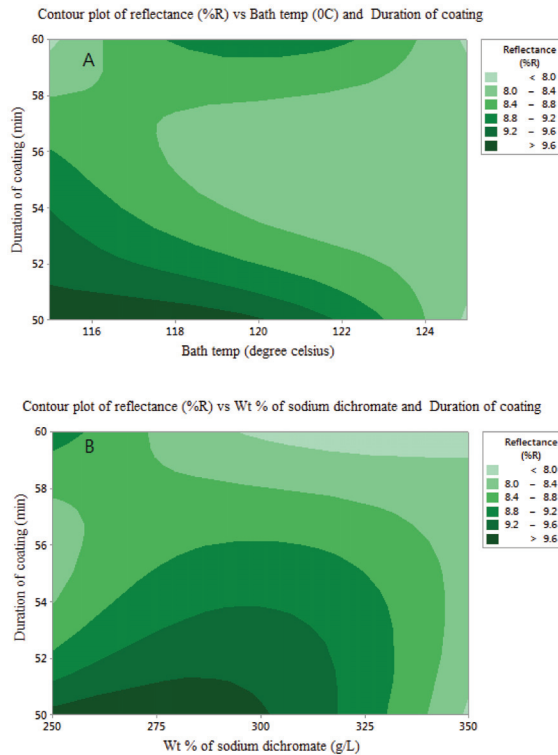 Contour plot of reflectance (%R) vs Bath temp (0C) and Duration of coating
A
Duration of coating (min)
60
58
56
54
52
50
116
118
120
122
124
Bath temp (degree celsius)
Reflectance
(%R)
< 8.0
8.0 – 8.4
8.4 – 8.8
8.8 – 9.2
9.2 – 9.6
> 9.6
Contour plot of reflectance (%R) vs Wt % of sodium dichromate and Duration of coating
B
Duration of coating (min)
60
58
56
54
52
50
250
275
300
325
350
Wt % of sodium dichromate (g/L)
Reflectance
(%R)
< 8.0
8.0 – 8.4
8.4 – 8.8
8.8 – 9.2
9.2 – 9.6
> 9.6